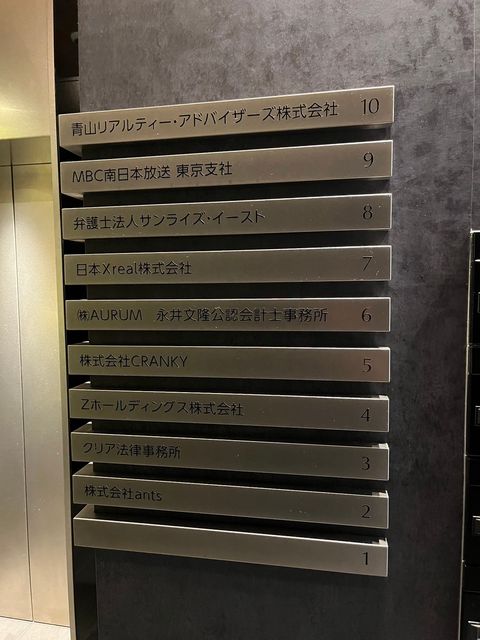 青山リアルティー・アドバイザーズ株式会社 10
MBC南日本放送 東京支社 9
弁護士法人サンライズ・イースト 8
日本Xreal株式会社 7
㈱AURUM 永井文隆公認会計士事務所 6
株式会社CRANKY 5
Zホールディングス株式会社 4
クリア法律事務所 3
株式会社ants 2
1